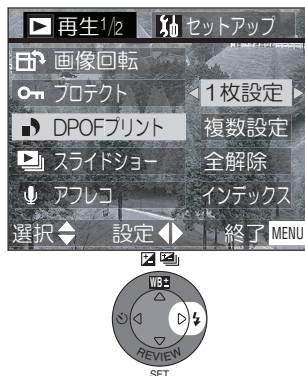 再生1/2 セットアップ
画像回転
プロテクト 1枚設定
DPOFプリント 複数設定
スライドショー 全解除
アフレコ インデックス
選択 設定 終了 MENU
WB±
REVIEW
SET